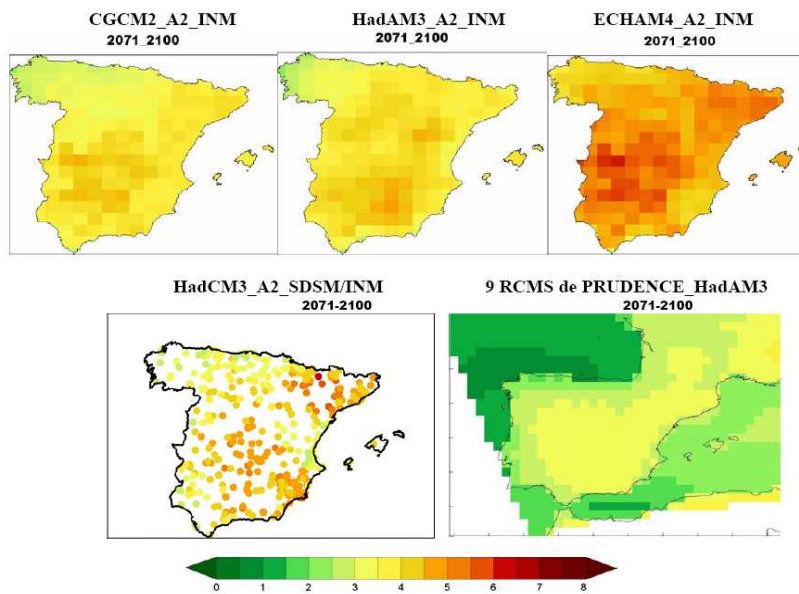 CGCM2_A2_INM
2071_2100
HadAM3_A2_INM
2071_2100
ECHAM4_A2_INM
2071_2100
HadCM3_A2_SDSM/INM
2071-2100
9 RCMS de PRUDENCE_HadAM3
2071-2100
0 1 2 3 4 5 6 7 8